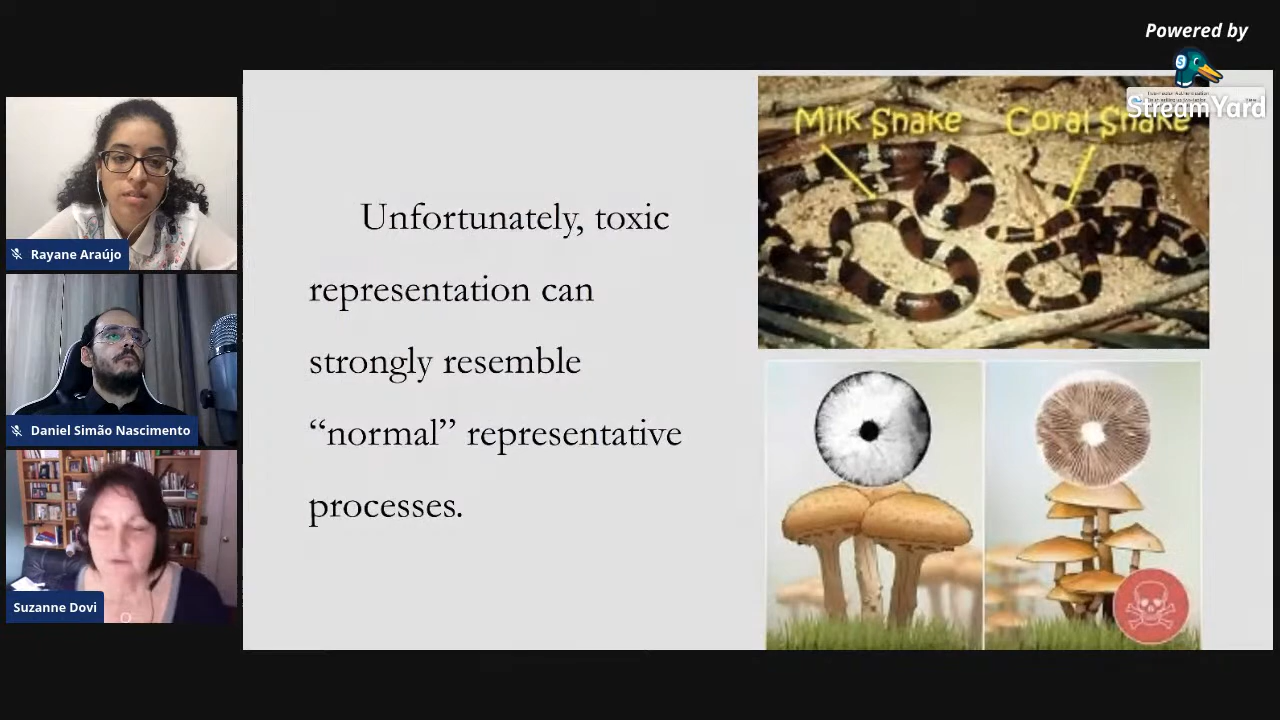 Powered by
StreamYard
Rayane Araújo
Daniel Simão Nascimento
Suzanne Dovi
Unfortunately, toxic
representation can
strongly resemble
“normal” representative
processes.
Milk Snake
Coral Snake